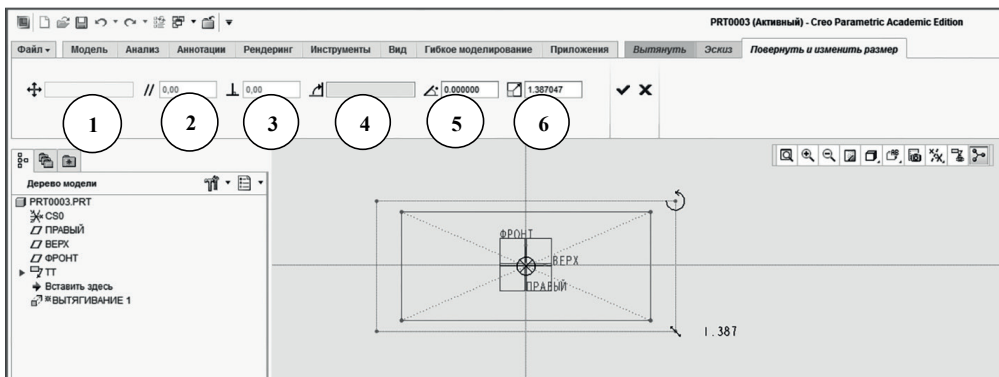 PRT0003 (Активный) - Creo Parametric Academic Edition
Файл Модель Анализ Аннотации Рендеринг Инструменты Вид Гибкое моделирование Приложения Вытянуть Эскиз Повернуть и изменить размер
0,00 0,00 0.000000 1.387047
1 2 3 4 5 6
Дерево модели
PRT0003.PRT
CS0
ПРАВЫЙ
ВЕРХ
ФРОНТ
ТТ
Вставить здесь
ВЫТЯГИВАНИЕ 1
ФРОНТ
ВЕРХ
ПРАВЫЙ
1.387